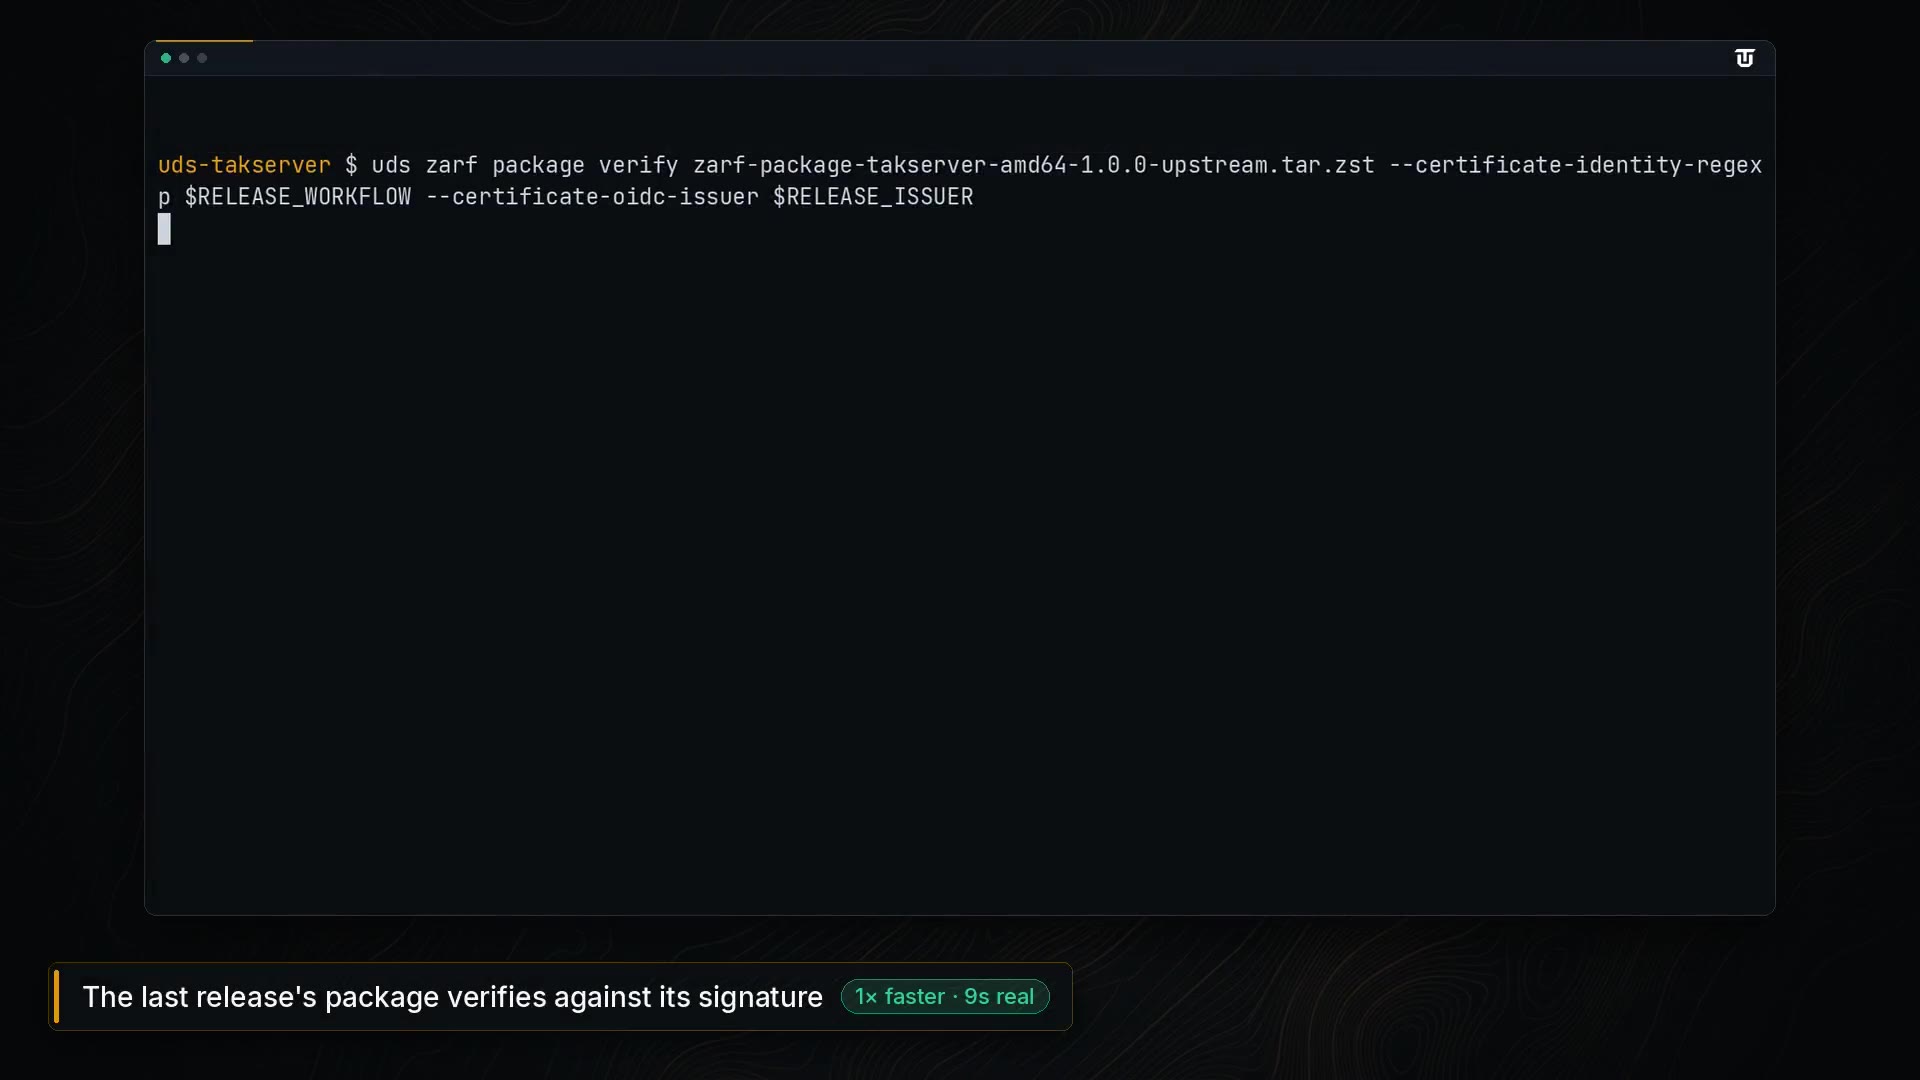 uds-takserver $ uds zarf package verify zarf-package-takserver-amd64-1.0.0-upstream.tar.zst --certificate-identity-regex
p $RELEASE_WORKFLOW --certificate-oidc-issuer $RELEASE_ISSUER
The last release's package verifies against its signature 1× faster · 9s real